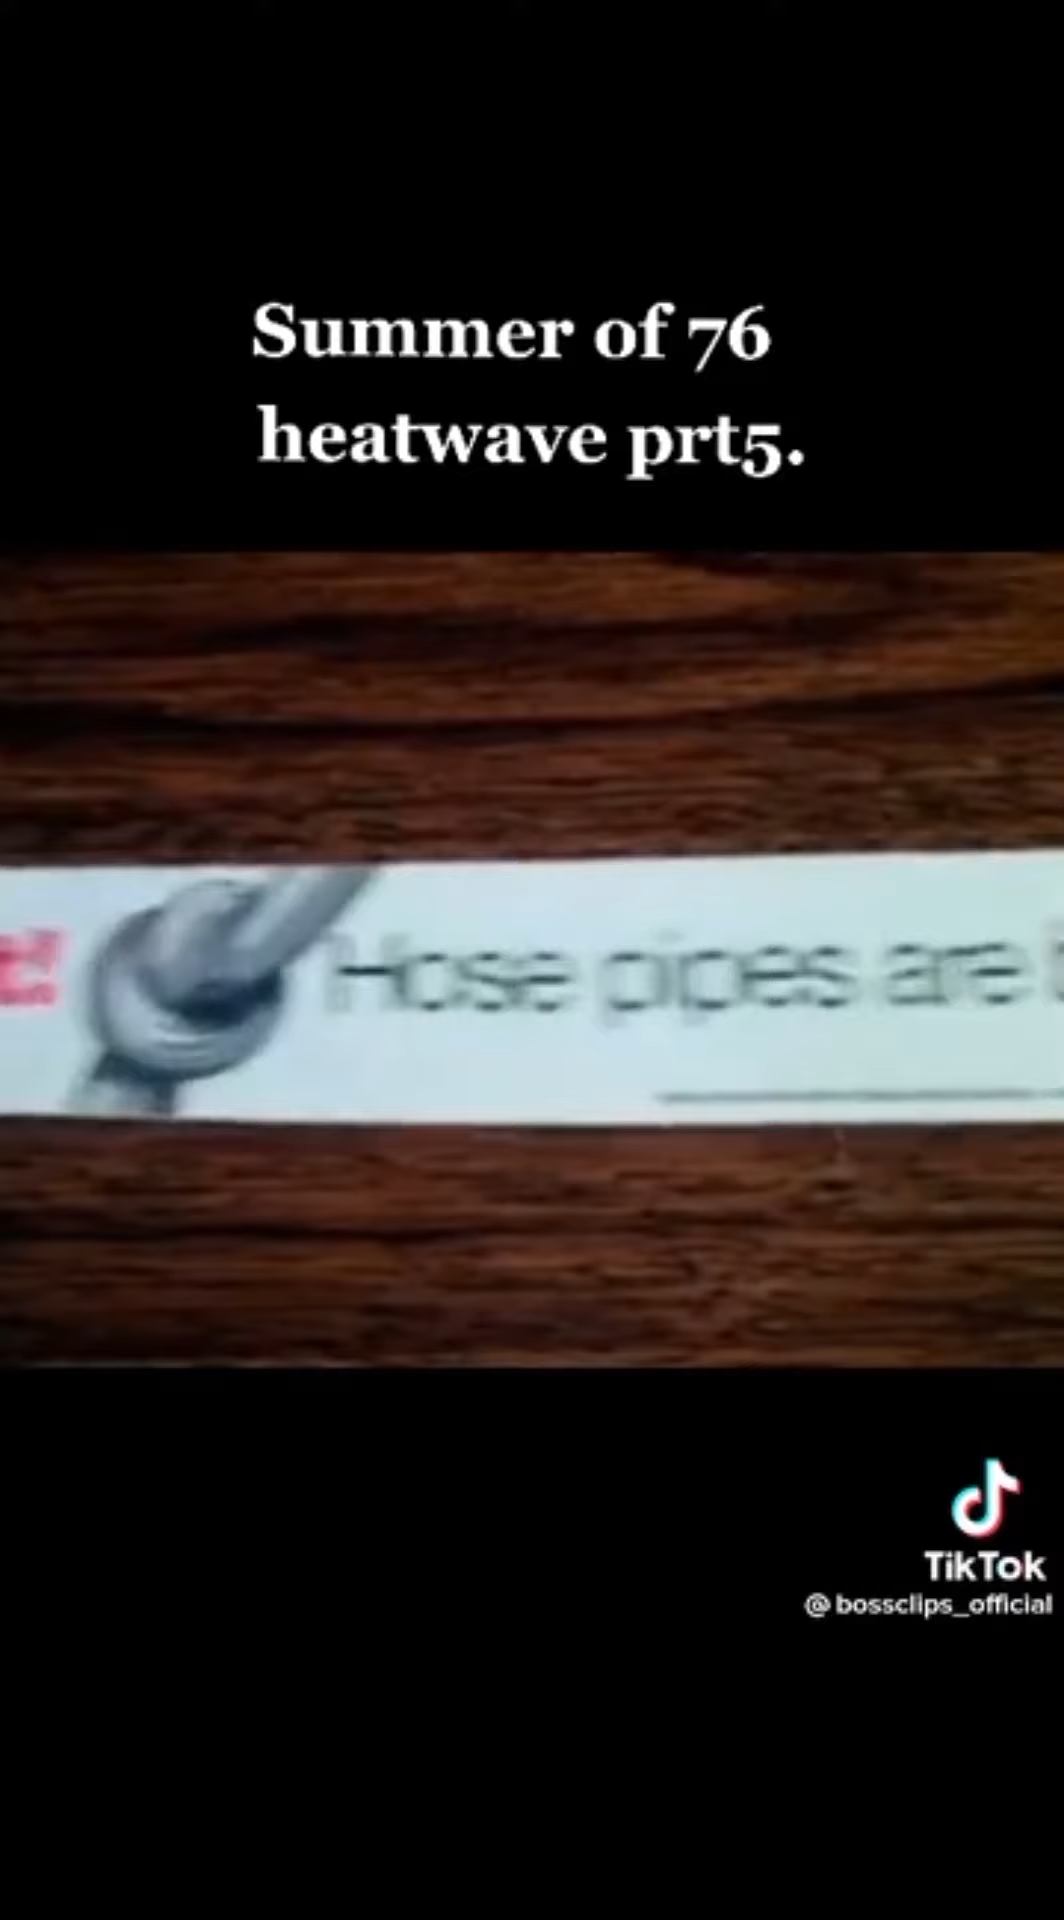 Summer of 76
heatwave prt5.
Hose pipes are
TikTok
@bossclips_official